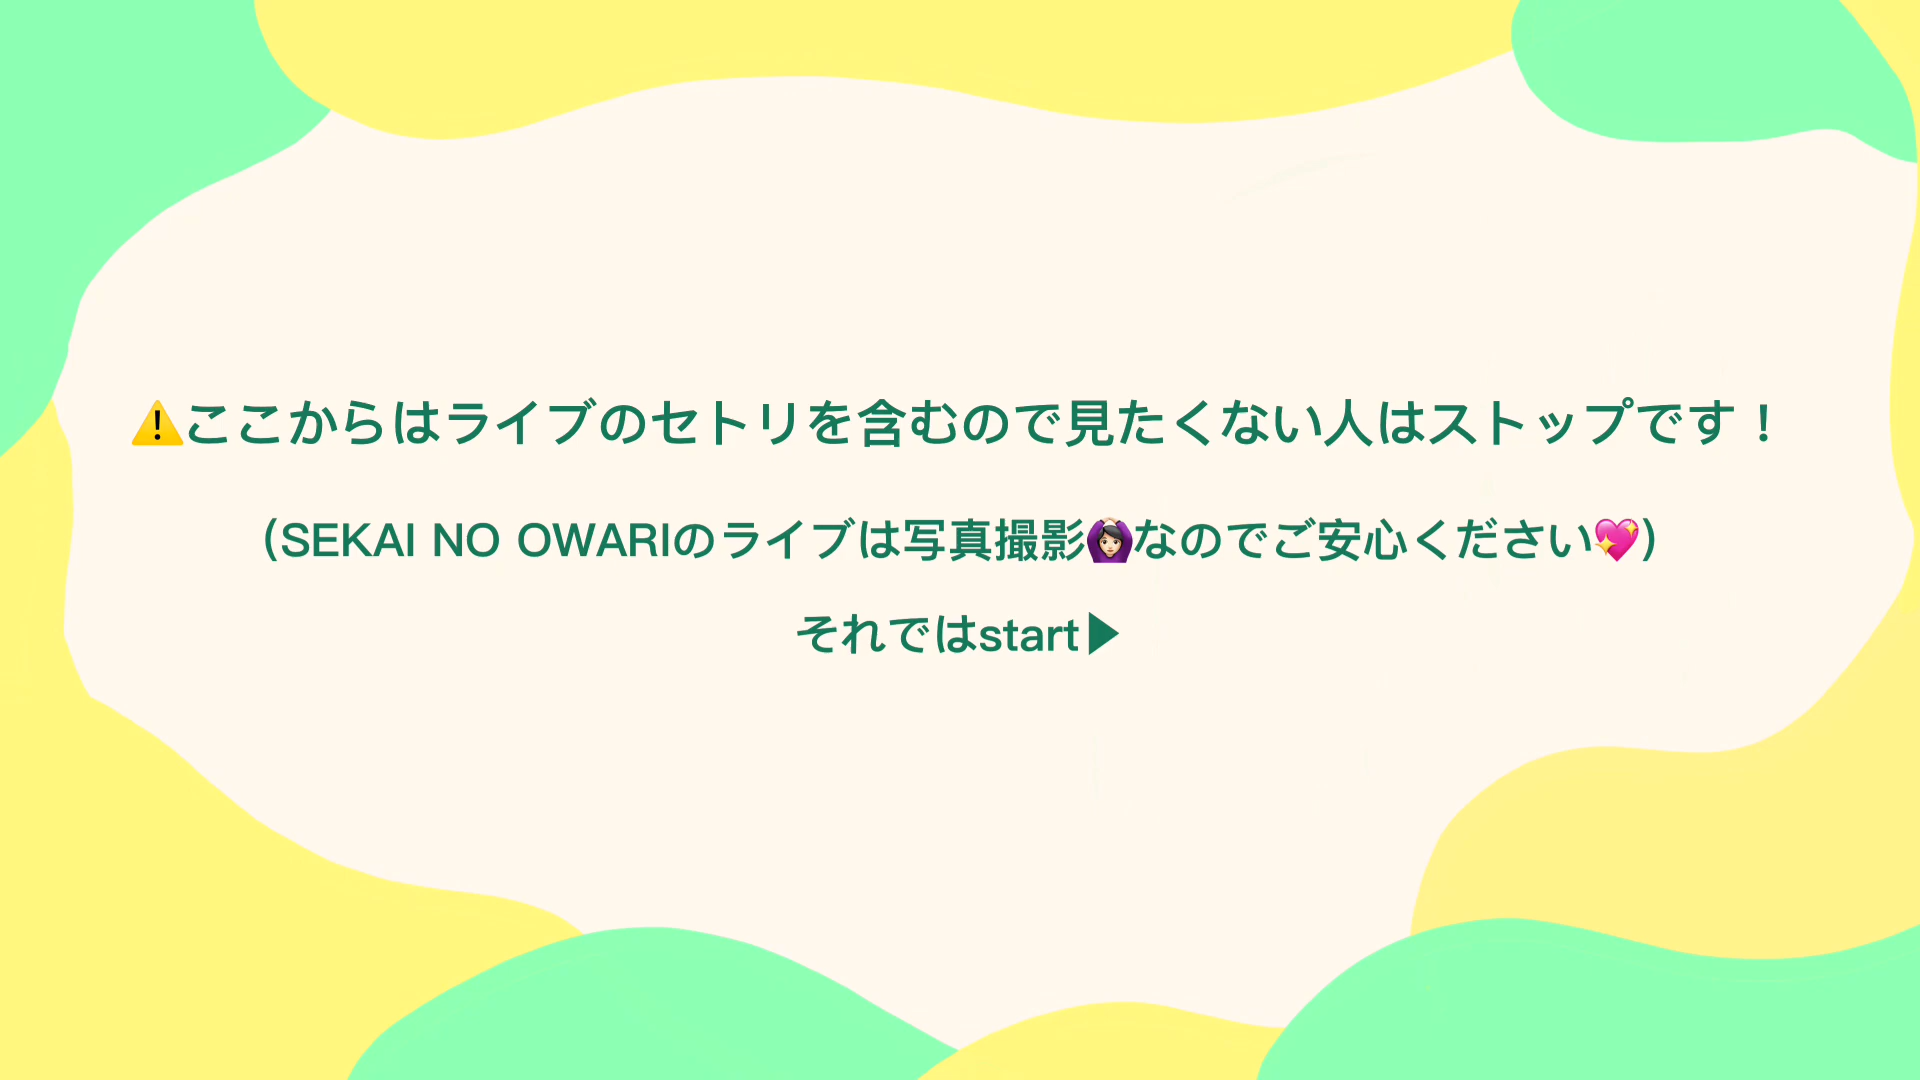 ⚠️ここからはライブのセトリを含むので見たくない人はストップです！
（SEKAI NO OWARIのライブは写真撮影🙆🏻‍♀️なのでご安心ください💖）
それではstart▶